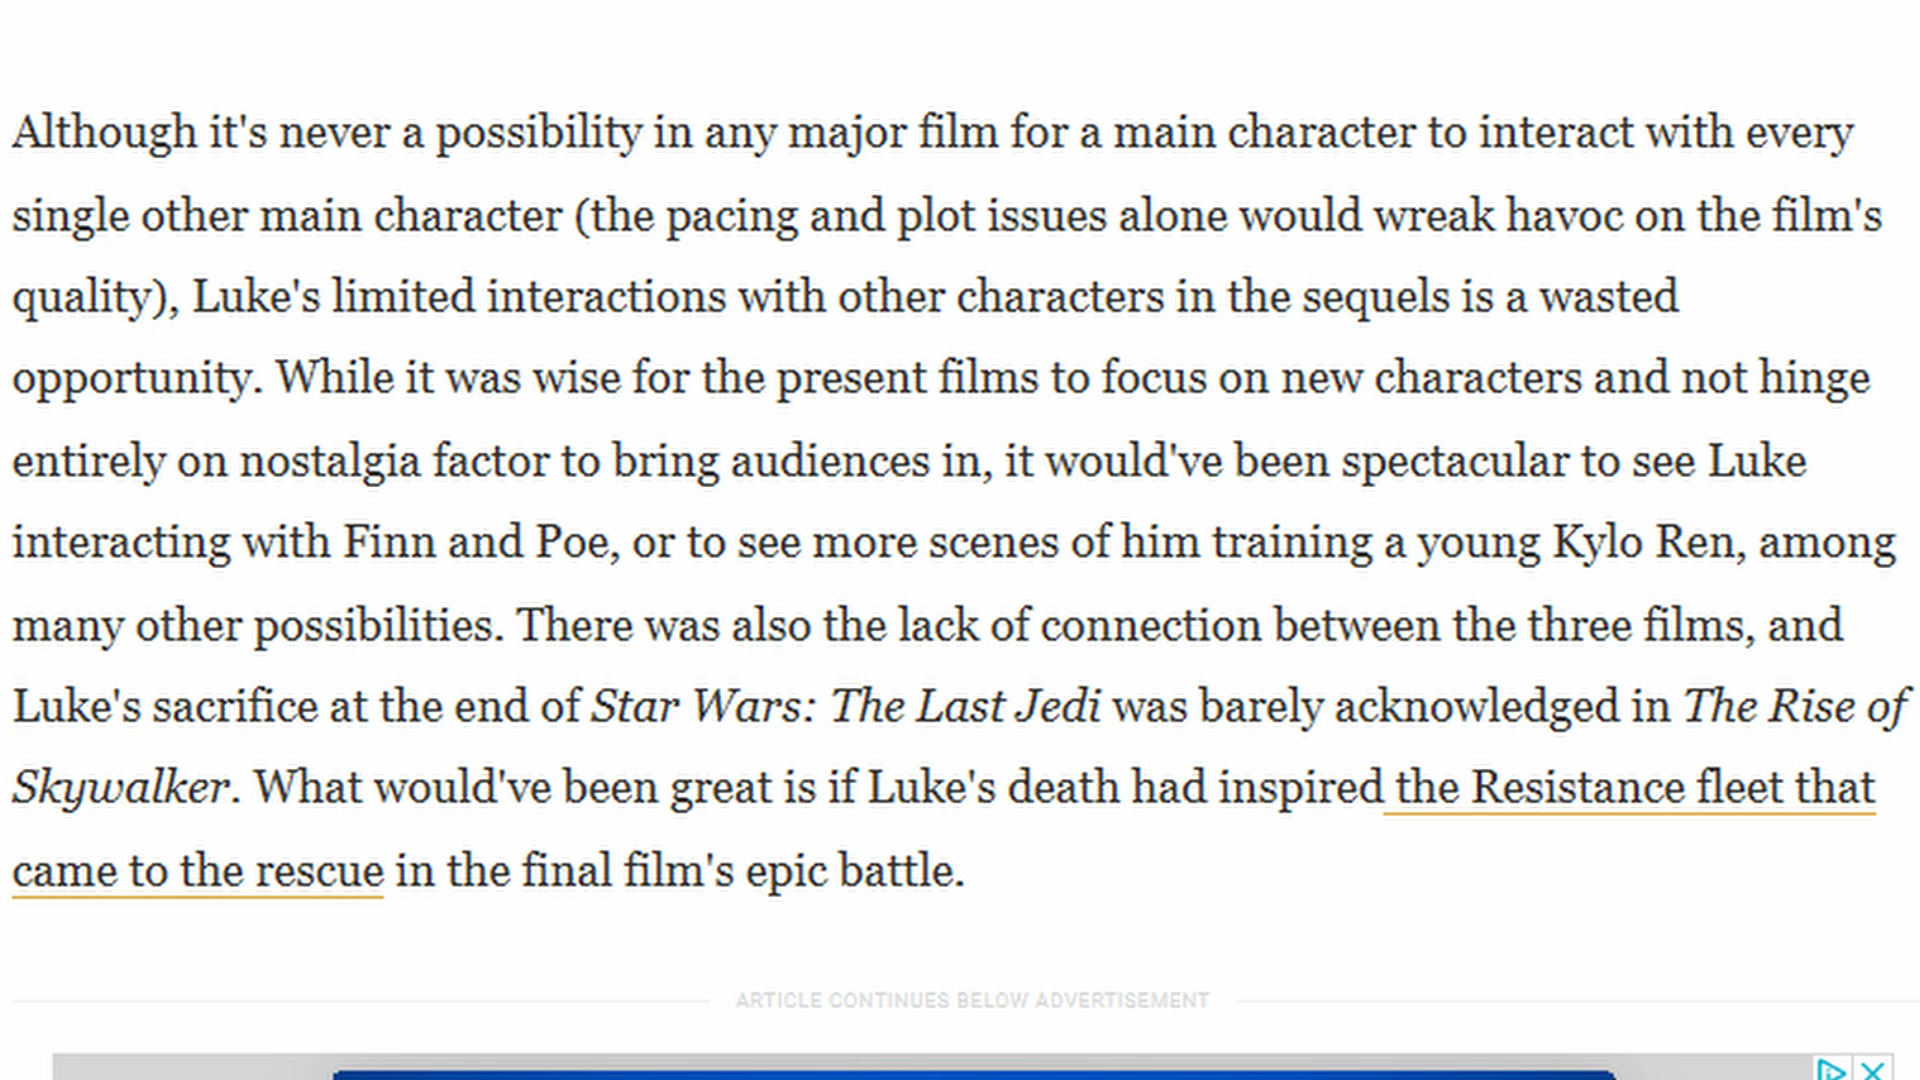 Although it's never a possibility in any major film for a main character to interact with every
single other main character (the pacing and plot issues alone would wreak havoc on the film's
quality), Luke's limited interactions with other characters in the sequels is a wasted
opportunity. While it was wise for the present films to focus on new characters and not hinge
entirely on nostalgia factor to bring audiences in, it would've been spectacular to see Luke
interacting with Finn and Poe, or to see more scenes of him training a young Kylo Ren, among
many other possibilities. There was also the lack of connection between the three films, and
Luke's sacrifice at the end of Star Wars: The Last Jedi was barely acknowledged in The Rise of
Skywalker. What would've been great is if Luke's death had inspired the Resistance fleet that
came to the rescue in the final film's epic battle.
ARTICLE CONTINUES BELOW ADVERTISEMENT